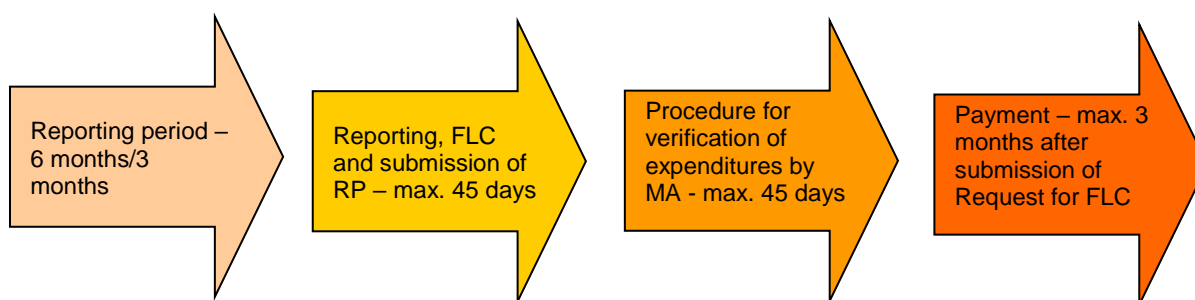 Reporting period –
6 months/3
months
Reporting, FLC
and submission of
RP – max. 45 days
Procedure for
verification of
expenditures by
MA - max. 45 days
Payment – max. 3
months after
submission of
Request for FLC